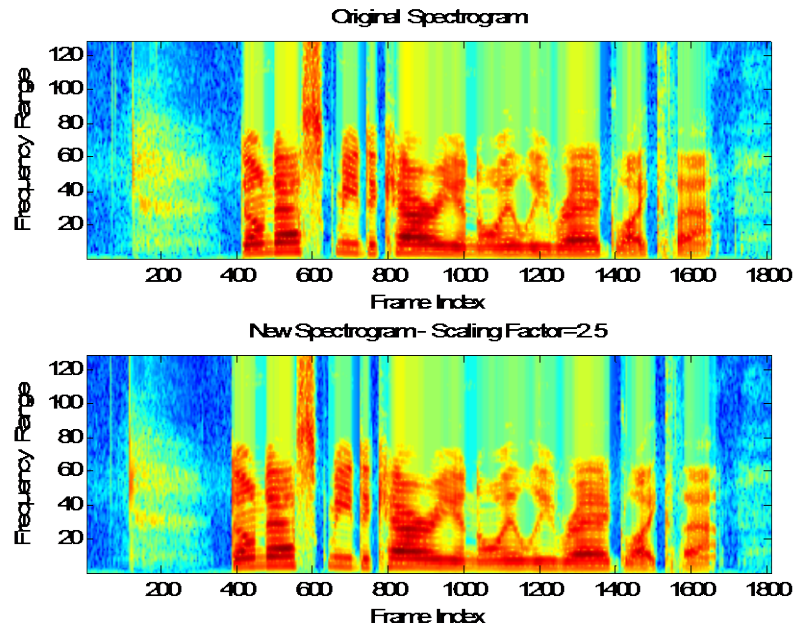 Original Spectrogram
120
100
80
60
40
20
Frequency Range
200 400 600 800 1000 1200 1400 1600 1800
Frame Index
New Spectrogram - Scaling Factor=2.5
120
100
80
60
40
20
Frequency Range
200 400 600 800 1000 1200 1400 1600 1800
Frame Index